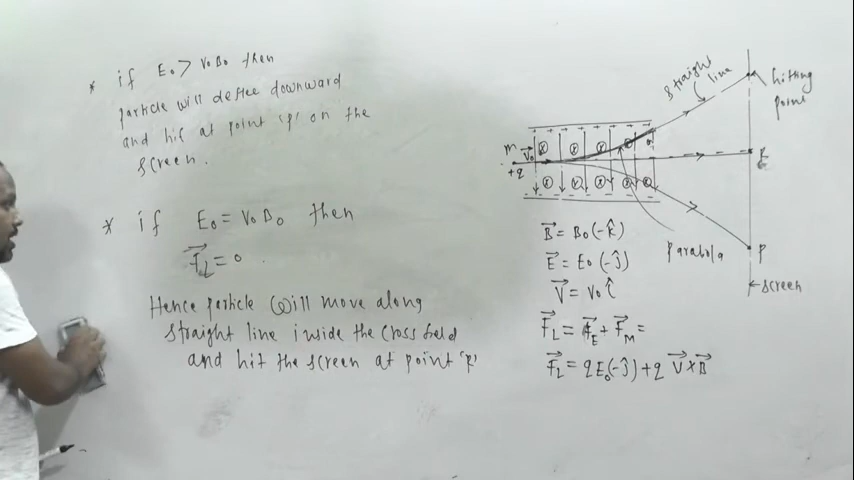 * if E₀ > V₀B₀ then
particle will deflec downward
and hit at point 'p' on the
screen.
* if E₀ = V₀B₀ then
F⃗L = 0 .
Hence particle will move along
straight line inside the cross field
and hit the screen at point 'R'
straight
line
hitting
point
m
+q
V⃗₀
P
parabola
screen
B⃗ = B₀(-k̂)
E⃗ = E₀(-ĵ)
V⃗ = V₀ î
F⃗L = F⃗E + F⃗M =
F⃗L = qE₀(-ĵ) + q V⃗×B⃗